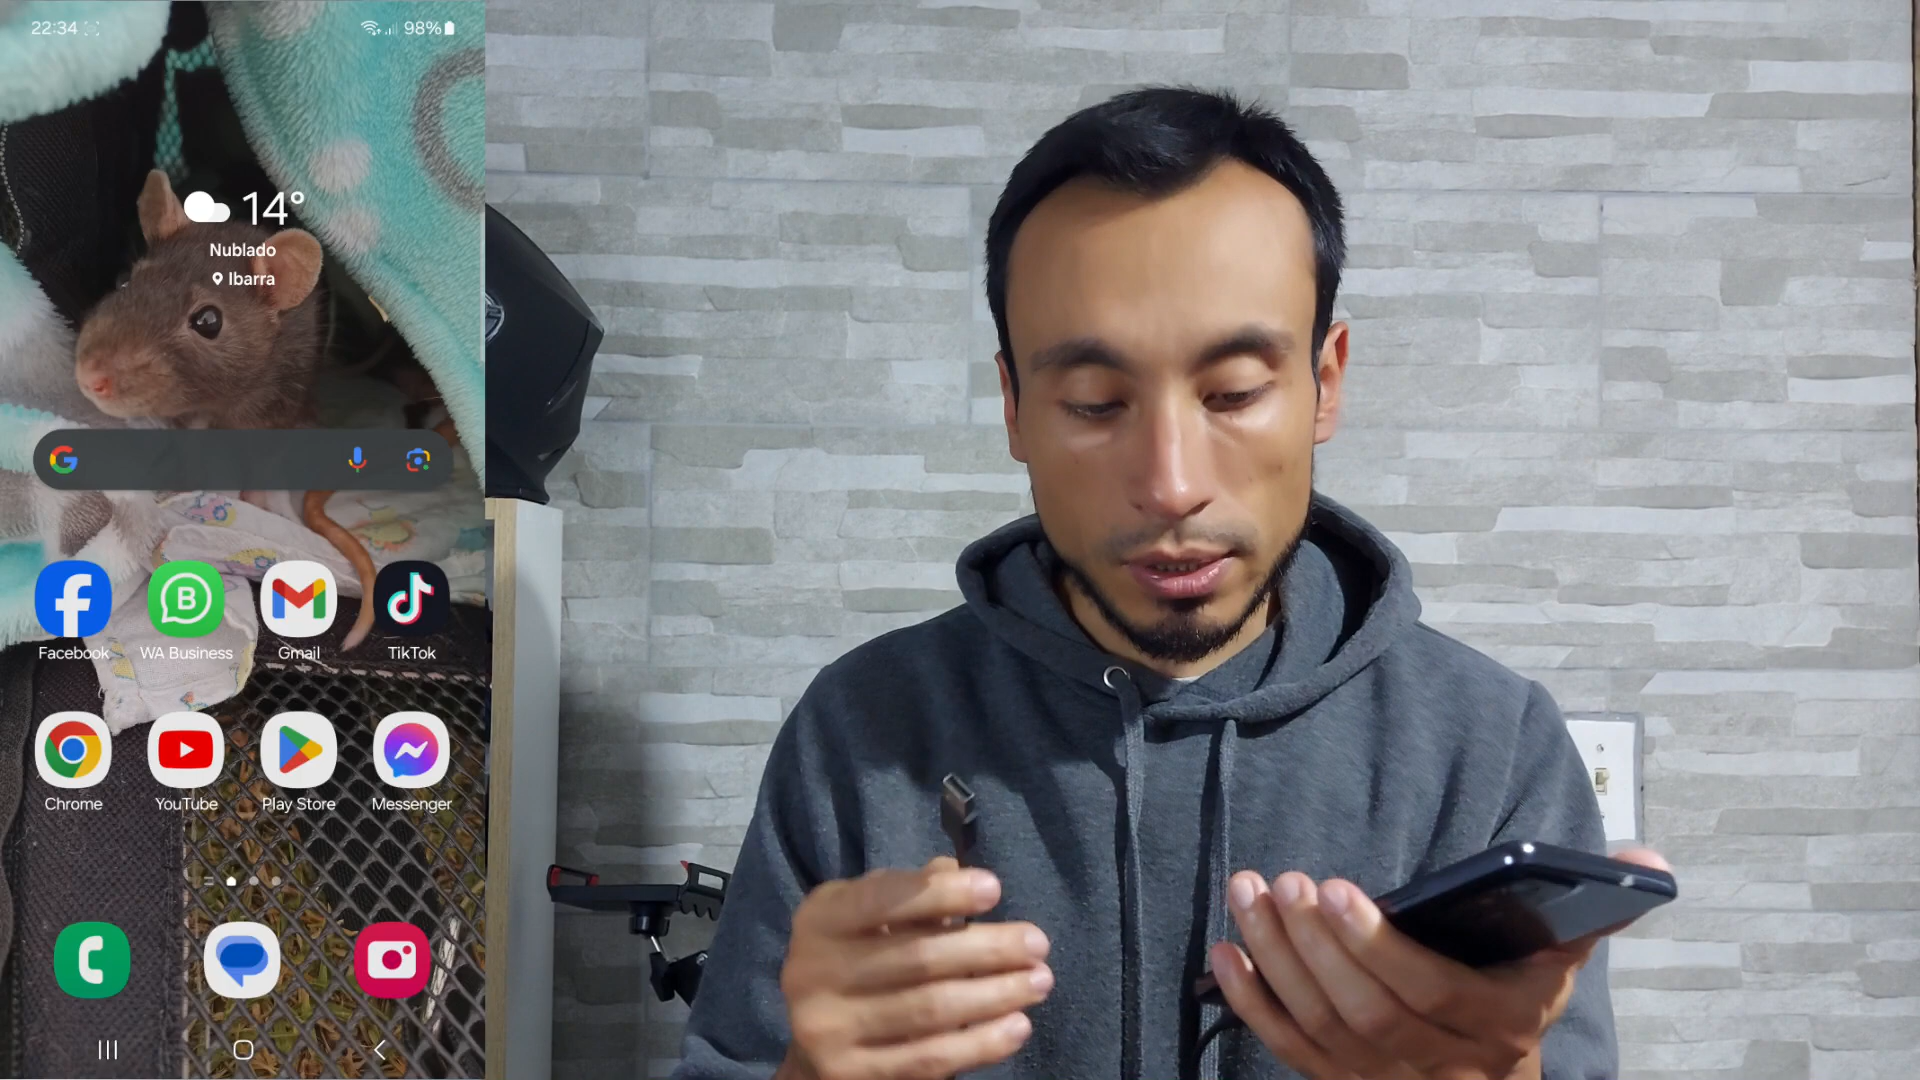 22:34
98%
14°
Nublado
Ibarra
Facebook
WA Business
Gmail
TikTok
Chrome
YouTube
Play Store
Messenger